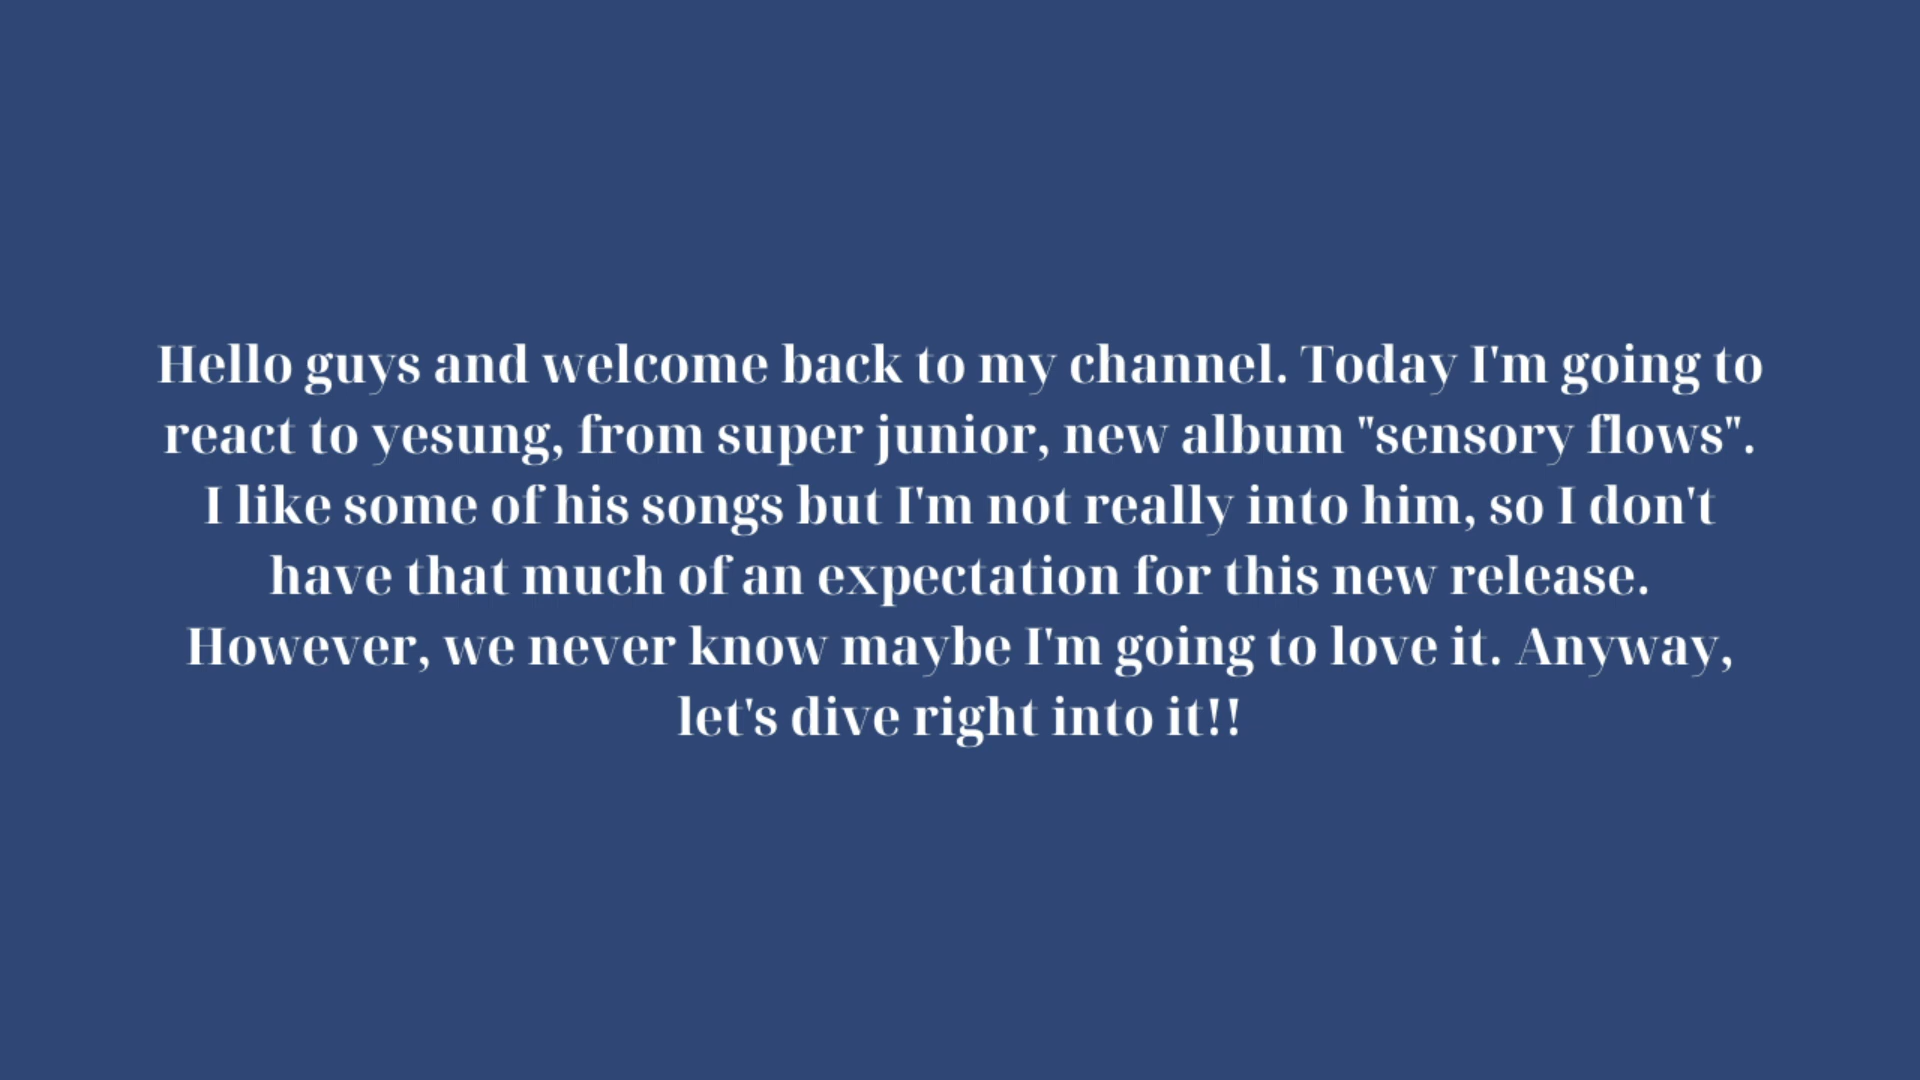 Hello guys and welcome back to my channel. Today I'm going to
react to yesung, from super junior, new album "sensory flows".
I like some of his songs but I'm not really into him, so I don't
have that much of an expectation for this new release.
However, we never know maybe I'm going to love it. Anyway,
let's dive right into it!!